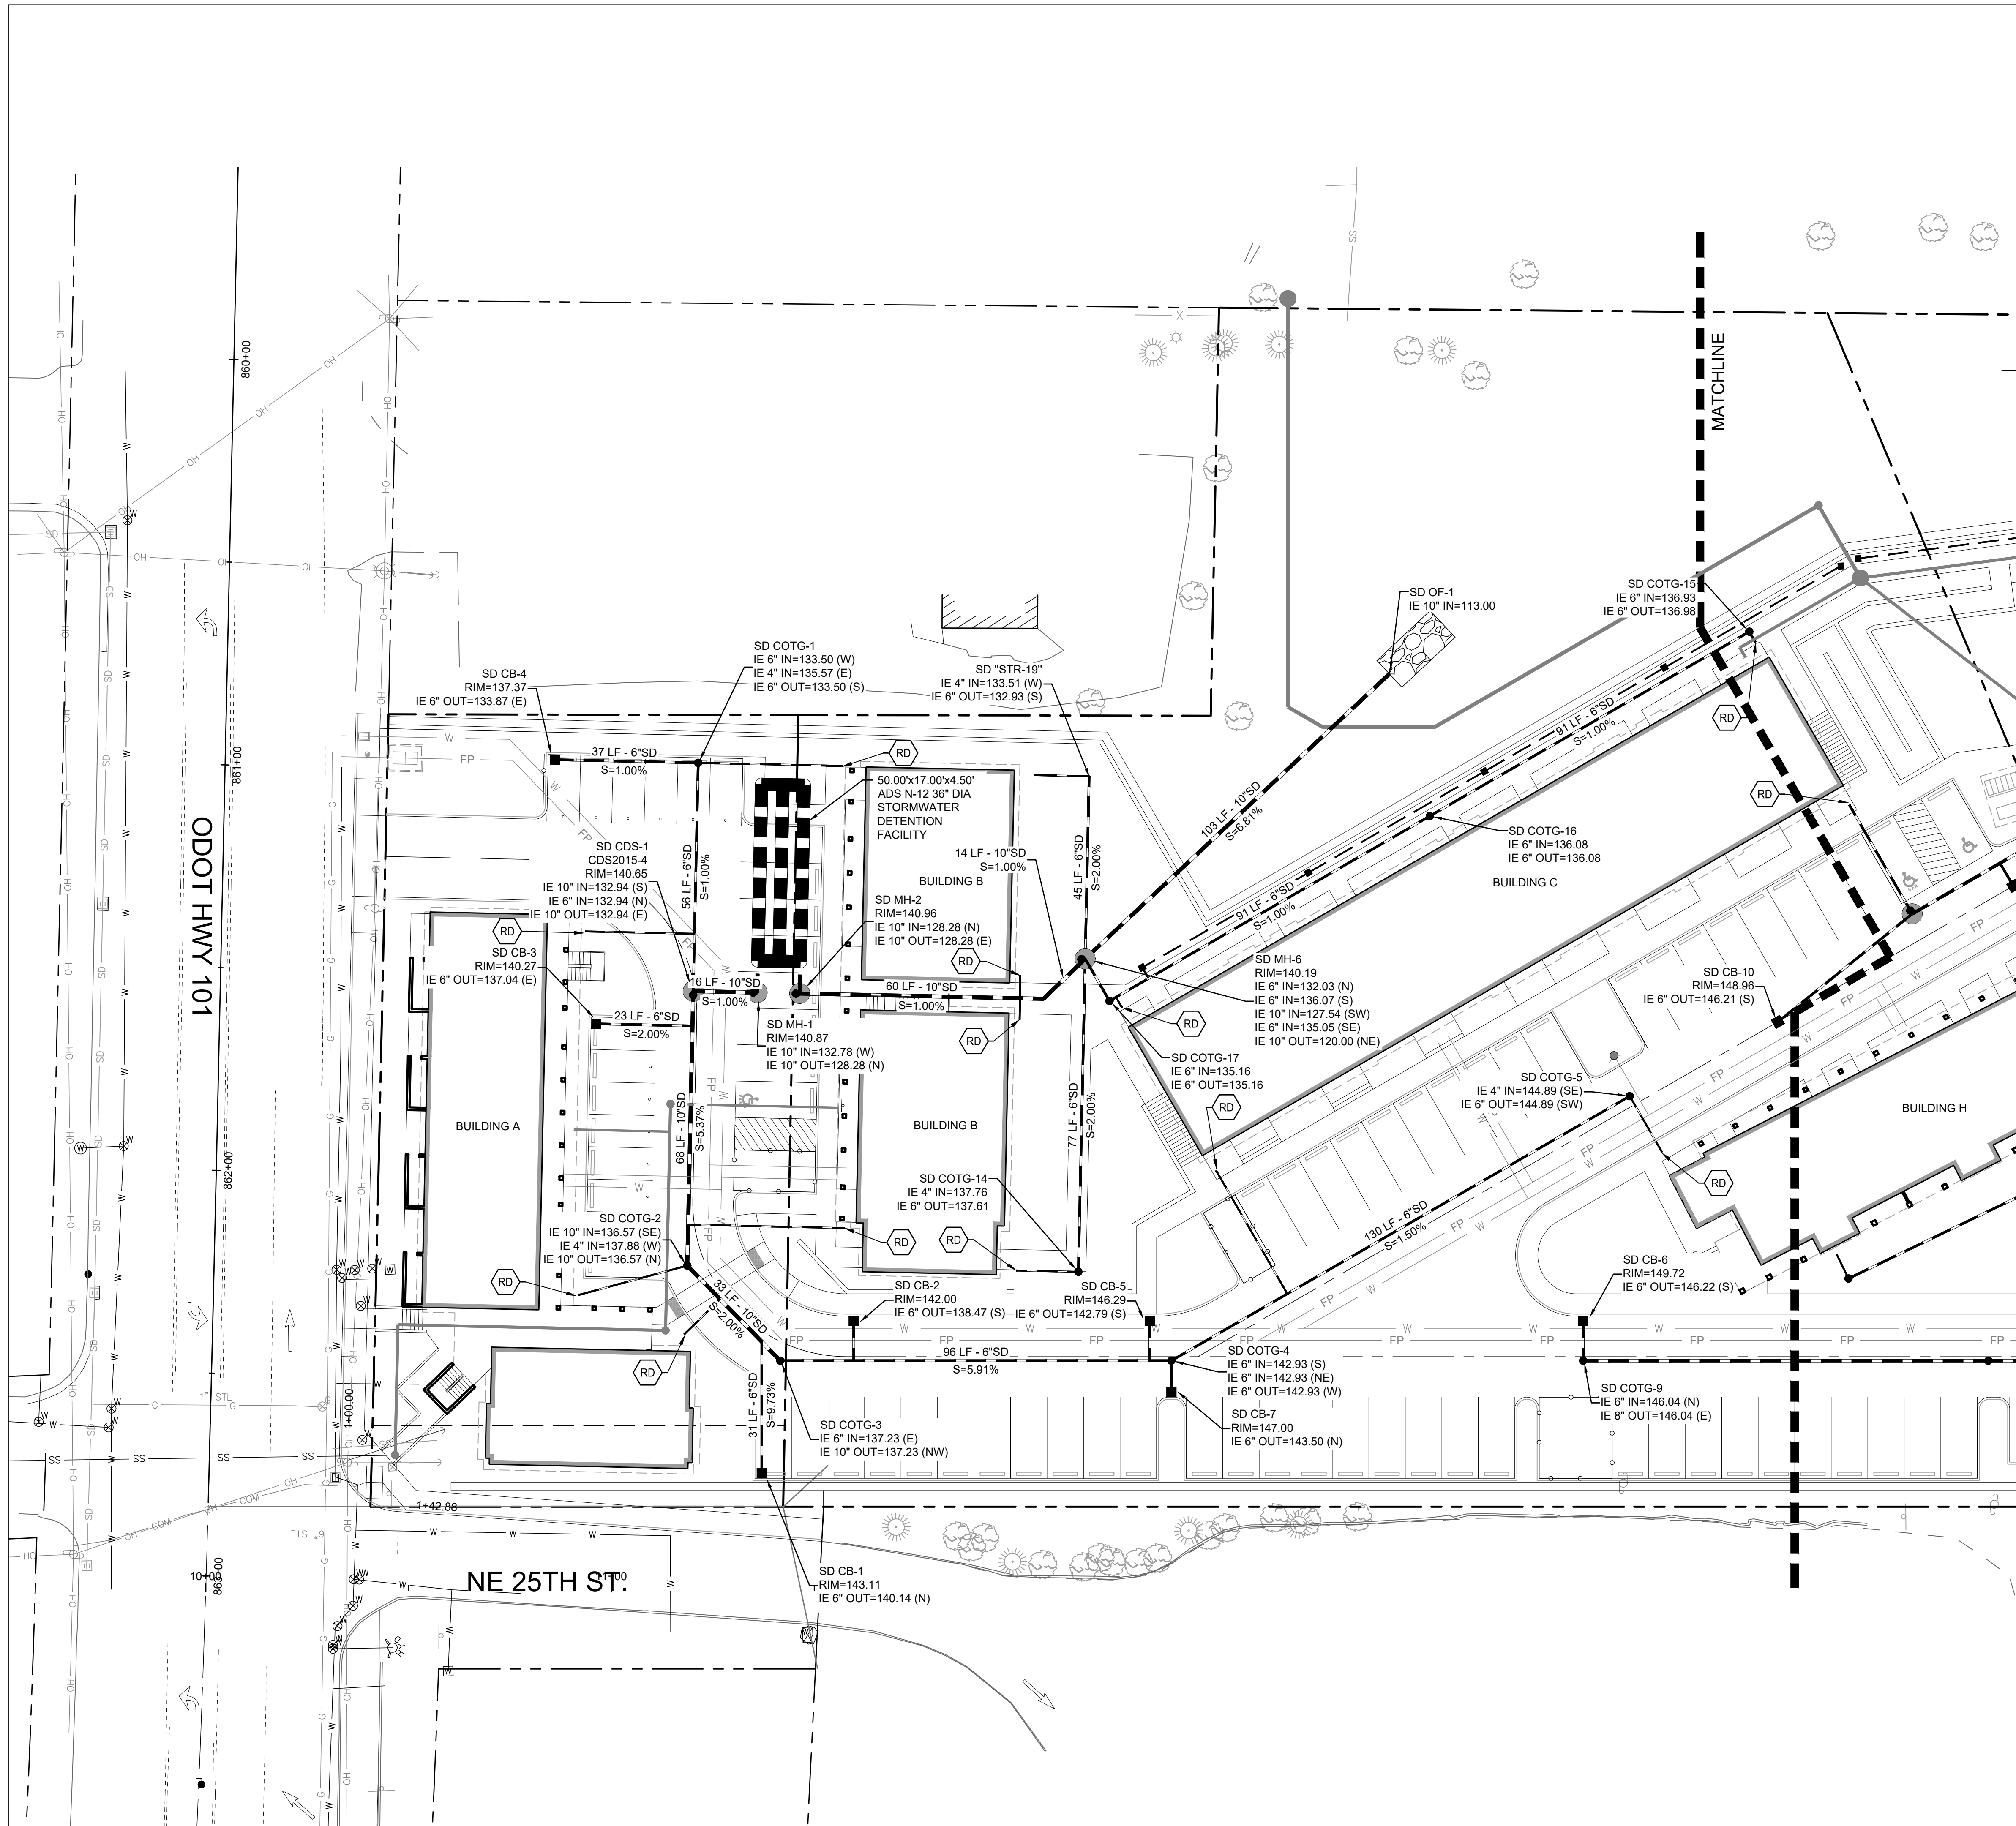 MATCHLINE
860+00
861+00
862+00
863+00
ODOT HWY 101
NE 25TH ST.
10+00
11+00
1+00.00
1+42.88
1" STL
6" STL
SD OF-1
IE 10" IN=113.00
SD COTG-15
IE 6" IN=136.93
IE 6" OUT=136.98
SD COTG-1
IE 6" IN=133.50 (W)
IE 4" IN=135.57 (E)
IE 6" OUT=133.50 (S)
SD CB-4
RIM=137.37
IE 6" OUT=133.87 (E)
SD "STR-19"
IE 4" IN=133.51 (W)
IE 6" OUT=132.93 (S)
37 LF - 6"SD
S=1.00%
RD
50.00'x17.00'x4.50'
ADS N-12 36" DIA
STORMWATER
DETENTION
FACILITY
BUILDING B
SD CDS-1
CDS2015-4
RIM=140.65
IE 10" IN=132.94 (S)
IE 6" IN=132.94 (N)
IE 10" OUT=132.94 (E)
56 LF - 6"SD
S=1.00%
14 LF - 10"SD
S=1.00%
45 LF - 6"SD
S=2.00%
103 LF - 10"SD
S=6.81%
91 LF - 6"SD
S=1.00%
91 LF - 6"SD
S=1.00%
RD
RD
SD COTG-16
IE 6" IN=136.08
IE 6" OUT=136.08
BUILDING C
SD MH-2
RIM=140.96
IE 10" IN=128.28 (N)
IE 10" OUT=128.28 (E)
RD
SD CB-3
RIM=140.27
IE 6" OUT=137.04 (E)
RD
16 LF - 10"SD
S=1.00%
60 LF - 10"SD
S=1.00%
23 LF - 6"SD
S=2.00%
SD MH-1
RIM=140.87
IE 10" IN=132.78 (W)
IE 10" OUT=128.28 (N)
RD
SD MH-6
RIM=140.19
IE 6" IN=132.03 (N)
IE 6" IN=136.07 (S)
IE 10" IN=127.54 (SW)
IE 6" IN=135.05 (SE)
IE 10" OUT=120.00 (NE)
RD
SD COTG-17
IE 6" IN=135.16
IE 6" OUT=135.16
RD
SD CB-10
RIM=148.96
IE 6" OUT=146.21 (S)
SD COTG-5
IE 4" IN=144.89 (SE)
IE 6" OUT=144.89 (SW)
BUILDING H
RD
BUILDING A
68 LF - 10"SD
S=5.37%
BUILDING B
77 LF - 6"SD
S=2.00%
SD COTG-14
IE 4" IN=137.76
IE 6" OUT=137.61
SD COTG-2
IE 10" IN=136.57 (SE)
IE 4" IN=137.88 (W)
IE 10" OUT=136.57 (N)
RD
RD
RD
130 LF - 6"SD
S=1.50%
33 LF - 10"SD
S=2.00%
SD CB-2
RIM=142.00
IE 6" OUT=138.47 (S)
SD CB-5
RIM=146.29
IE 6" OUT=142.79 (S)
SD CB-6
RIM=149.72
IE 6" OUT=146.22 (S)
RD
96 LF - 6"SD
S=5.91%
31 LF - 6"SD
S=9.73%
SD COTG-4
IE 6" IN=142.93 (S)
IE 6" IN=142.93 (NE)
IE 6" OUT=142.93 (W)
SD CB-7
RIM=147.00
IE 6" OUT=143.50 (N)
SD COTG-9
IE 6" IN=146.04 (N)
IE 8" OUT=146.04 (E)
SD COTG-3
IE 6" IN=137.23 (E)
IE 10" OUT=137.23 (NW)
SD CB-1
RIM=143.11
IE 6" OUT=140.14 (N)